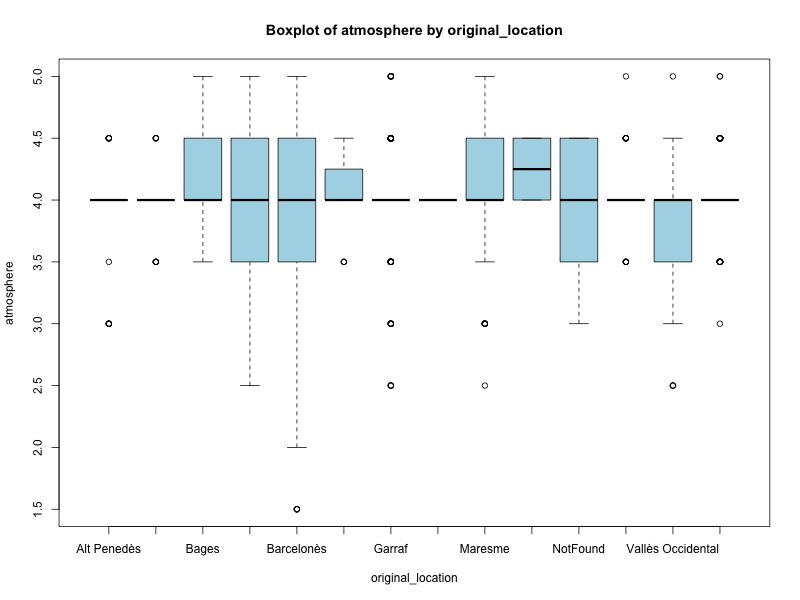 Boxplot of atmosphere by original_location
atmosphere
5.0
4.5
4.0
3.5
3.0
2.5
2.0
1.5
Alt Penedès Bages Barcelonès Garraf Maresme NotFound Vallès Occidental
original_location